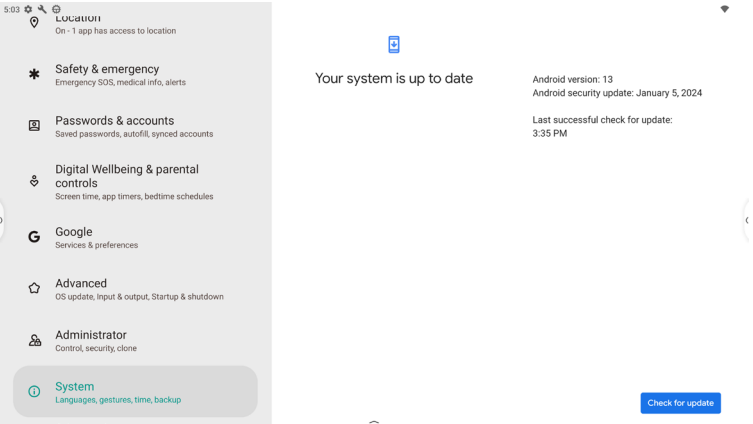 5:03
Location
On - 1 app has access to location
Safety & emergency
Emergency SOS, medical info, alerts
Passwords & accounts
Saved passwords, autofill, synced accounts
Digital Wellbeing & parental
controls
Screen time, app timers, bedtime schedules
Google
Services & preferences
Advanced
OS update, Input & output, Startup & shutdown
Administrator
Control, security, clone
System
Languages, gestures, time, backup
Your system is up to date
Android version: 13
Android security update: January 5, 2024
Last successful check for update:
3:35 PM
Check for update